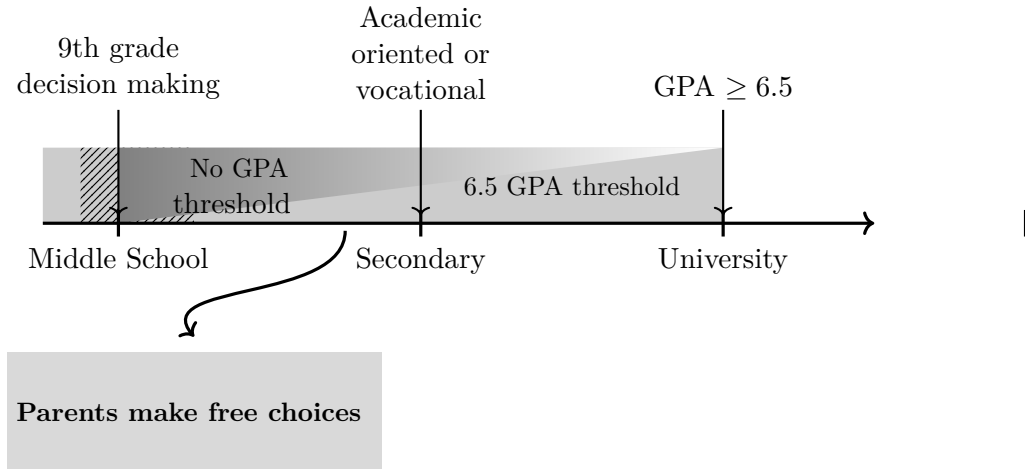 9th grade
decision making
Academic
oriented or
vocational
GPA ≥ 6.5
No GPA
threshold
6.5 GPA threshold
Middle School
Secondary
University
Parents make free choices